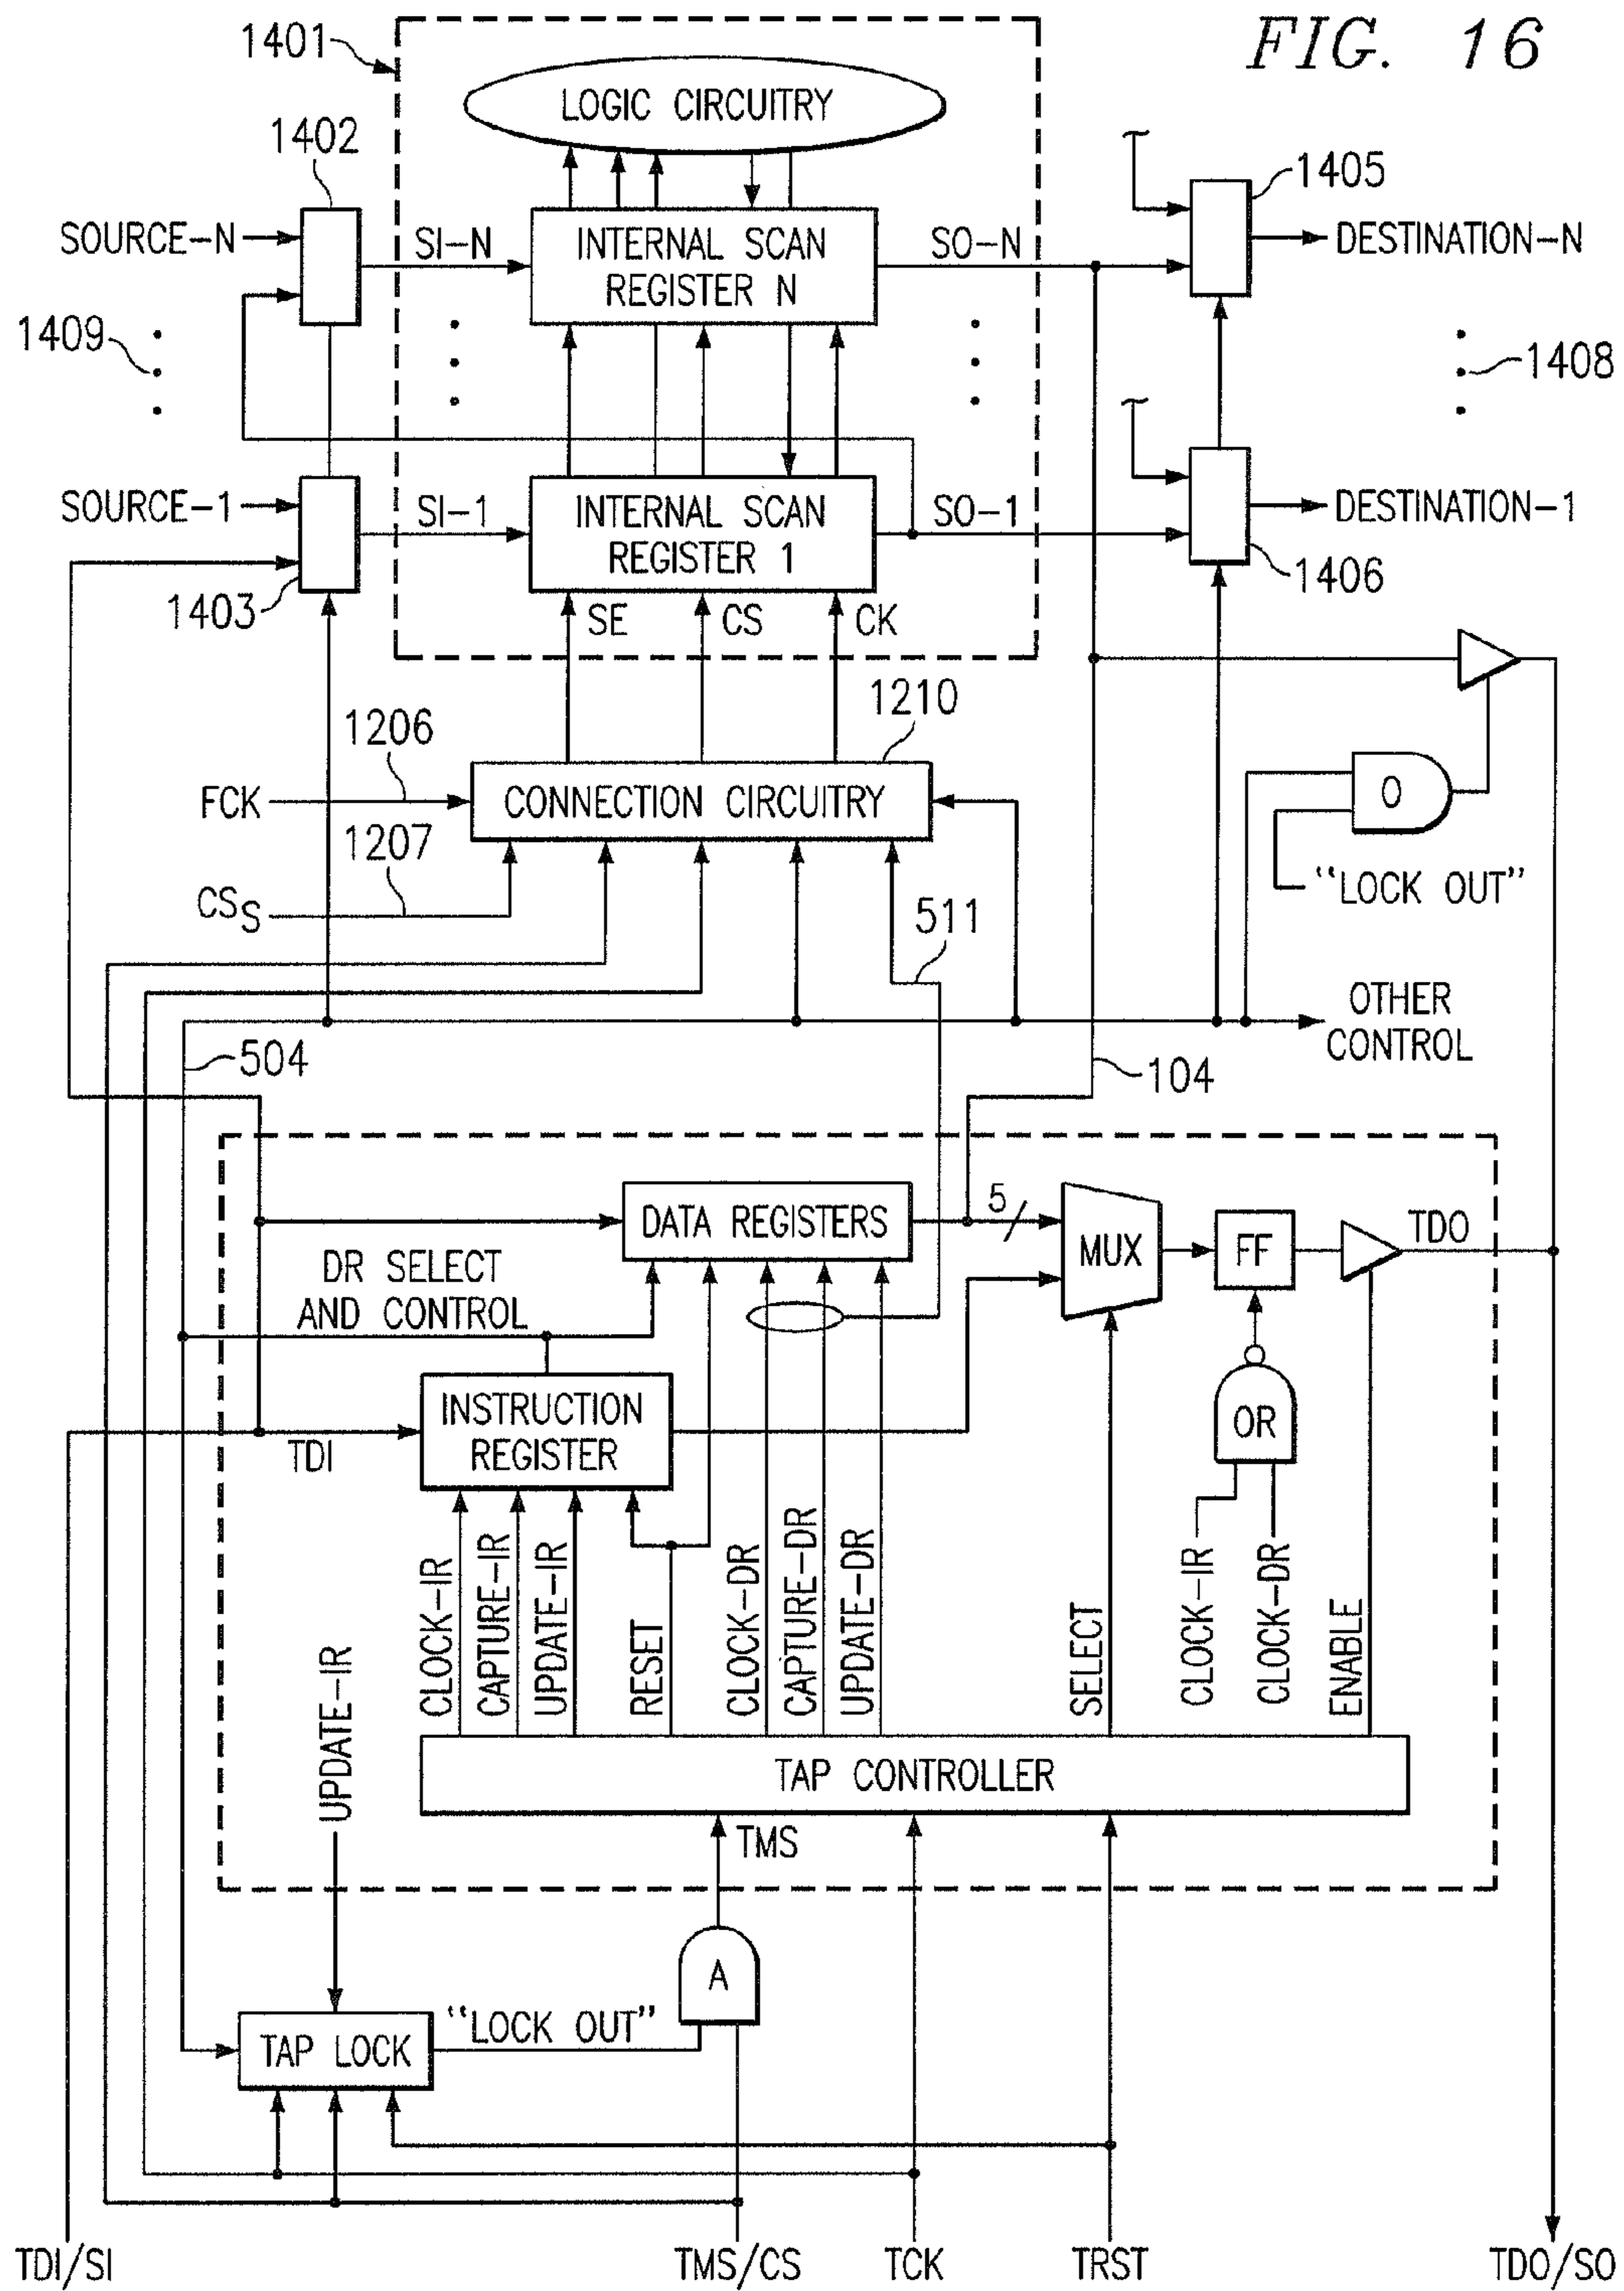 FIG. 16
1401
LOGIC CIRCUITRY
1402
1405
SOURCE-N
SI-N
INTERNAL SCAN
REGISTER N
SO-N
DESTINATION-N
1409
1408
SOURCE-1
SI-1
INTERNAL SCAN
REGISTER 1
SO-1
DESTINATION-1
1403
1406
SE
CS
CK
1210
1206
FCK
CONNECTION CIRCUITRY
O
1207
CSS
"LOCK OUT"
511
OTHER
CONTROL
504
104
DATA REGISTERS
5
MUX
FF
TDO
DR SELECT
AND CONTROL
INSTRUCTION
REGISTER
OR
TDI
CLOCK-IR
CAPTURE-IR
UPDATE-IR
RESET
CLOCK-DR
CAPTURE-DR
UPDATE-DR
SELECT
CLOCK-IR
CLOCK-DR
ENABLE
UPDATE-IR
TAP CONTROLLER
TMS
A
TAP LOCK
"LOCK OUT"
TDI/SI
TMS/CS
TCK
TRST
TDO/SO